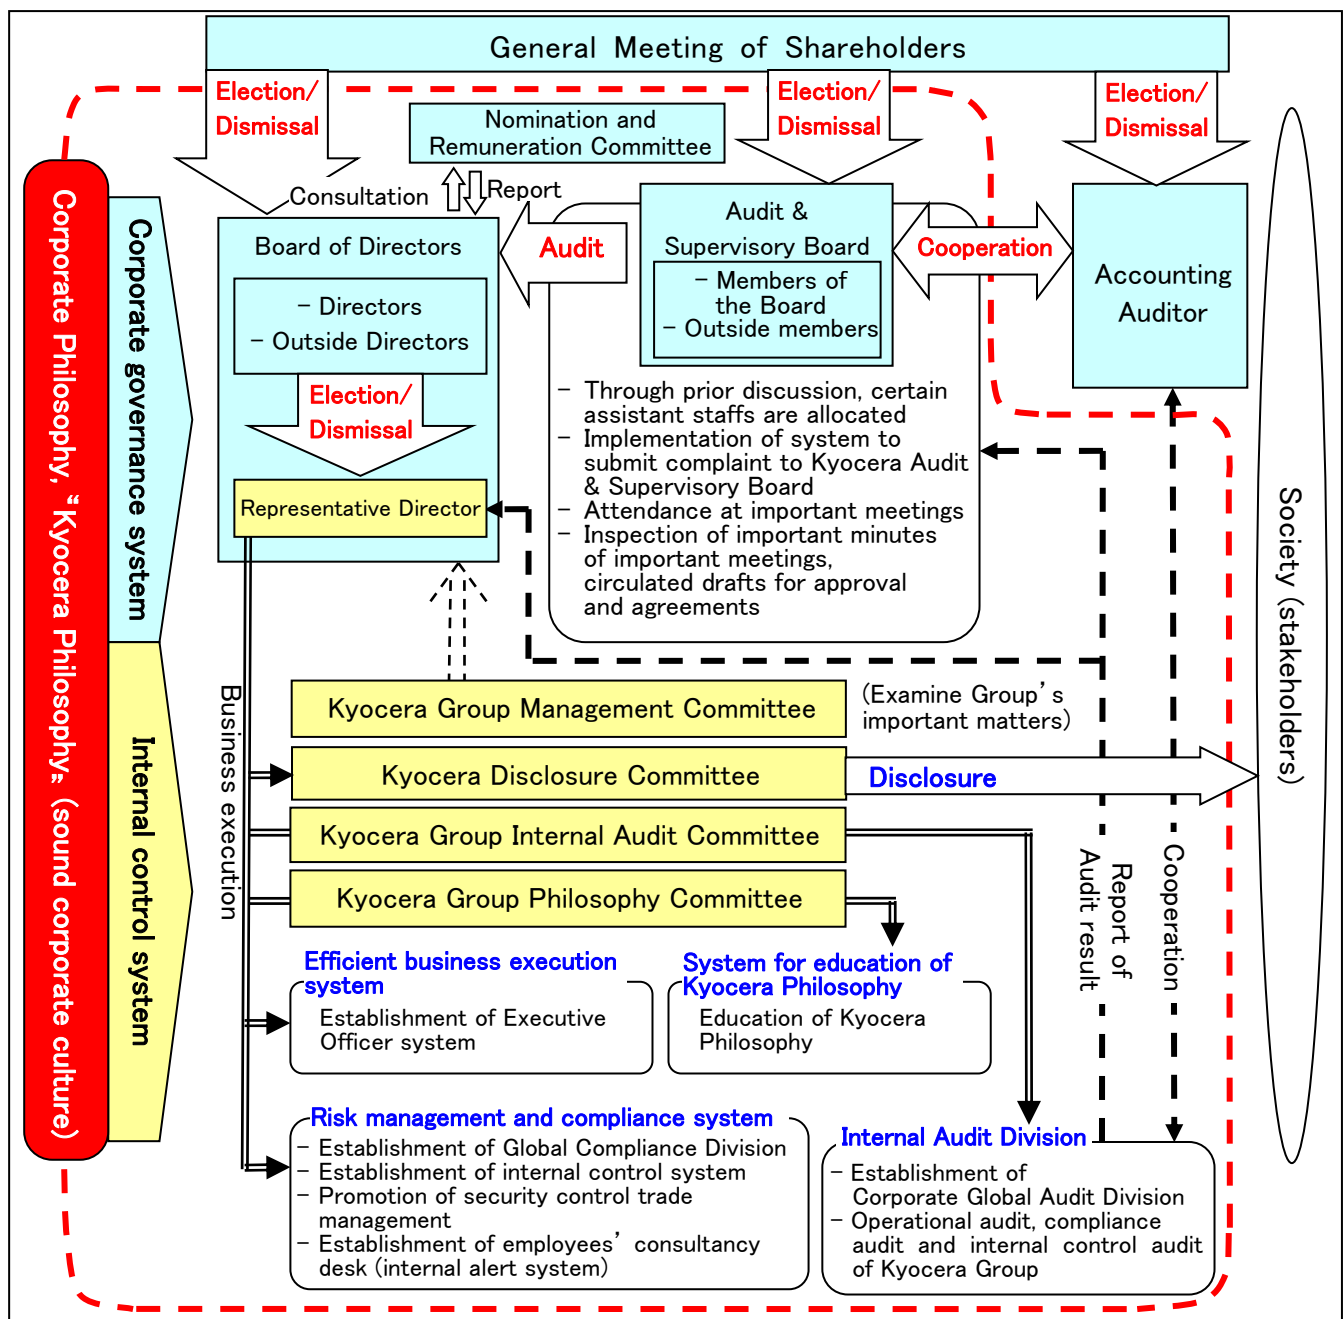 General Meeting of Shareholders
Election/
Dismissal
Election/
Dismissal
Election/
Dismissal
Nomination and
Remuneration Committee
Consultation
Report
Board of Directors
- Directors
- Outside Directors
Election/
Dismissal
Representative Director
Audit
Audit &
Supervisory Board
- Members of
the Board
- Outside members
Cooperation
Accounting
Auditor
- Through prior discussion, certain
assistant staffs are allocated
- Implementation of system to
submit complaint to Kyocera Audit
& Supervisory Board
- Attendance at important meetings
- Inspection of important minutes
of important meetings,
circulated drafts for approval
and agreements
Corporate Philosophy, “Kyocera Philosophy” (sound corporate culture)
Corporate governance system
Internal control system
Business execution
Society (stakeholders)
Kyocera Group Management Committee
(Examine Group’s
important matters)
Kyocera Disclosure Committee
Disclosure
Kyocera Group Internal Audit Committee
Kyocera Group Philosophy Committee
Report of
Audit result
Cooperation
Efficient business execution
system
Establishment of Executive
Officer system
System for education of
Kyocera Philosophy
Education of Kyocera
Philosophy
Risk management and compliance system
- Establishment of Global Compliance Division
- Establishment of internal control system
- Promotion of security control trade
management
- Establishment of employees’ consultancy
desk (internal alert system)
Internal Audit Division
- Establishment of
Corporate Global Audit Division
- Operational audit, compliance
audit and internal control audit
of Kyocera Group